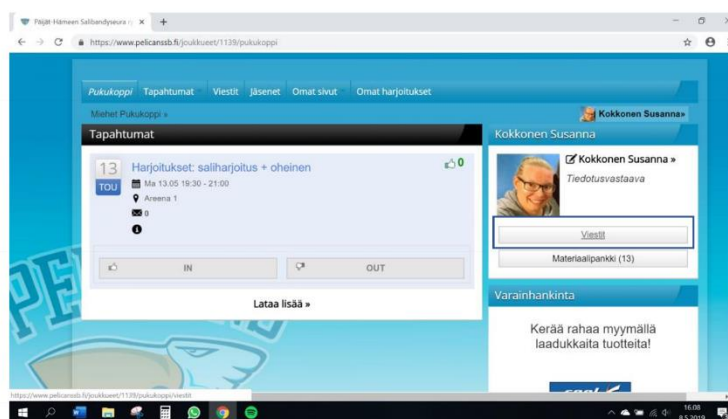 Päijät-Hämeen Salibandyseura ry
https://www.pelicanssb.fi/joukkueet/1139/pukukoppi
Pukukoppi Tapahtumat Viestit Jäsenet Omat sivut Omat harjoitukset
Miehet Pukukoppi »
Kokkonen Susanna»
Tapahtumat
13
TOU
Harjoitukset: saliharjoitus + oheinen
0
Ma 13.05 19:30 - 21:00
Areena 1
0
IN
OUT
Lataa lisää »
Kokkonen Susanna
Kokkonen Susanna »
Tiedotusvastaava
Viestit
Materiaalipankki (13)
Varainhankinta
Kerää rahaa myymällä
laadukkaita tuotteita!
PE
https://www.pelicanssb.fi/joukkueet/1139/pukukoppi/viestit
16.08
8.5.2019